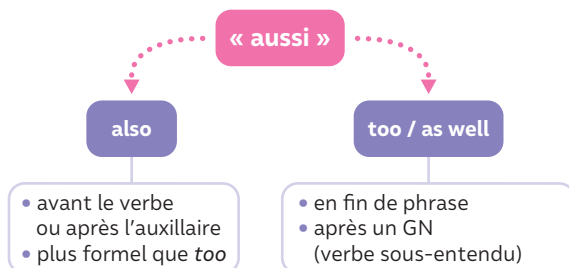 « aussi »
also
too / as well
• avant le verbe
ou après l’auxillaire
• plus formel que too
• en fin de phrase
• après un GN
(verbe sous-entendu)